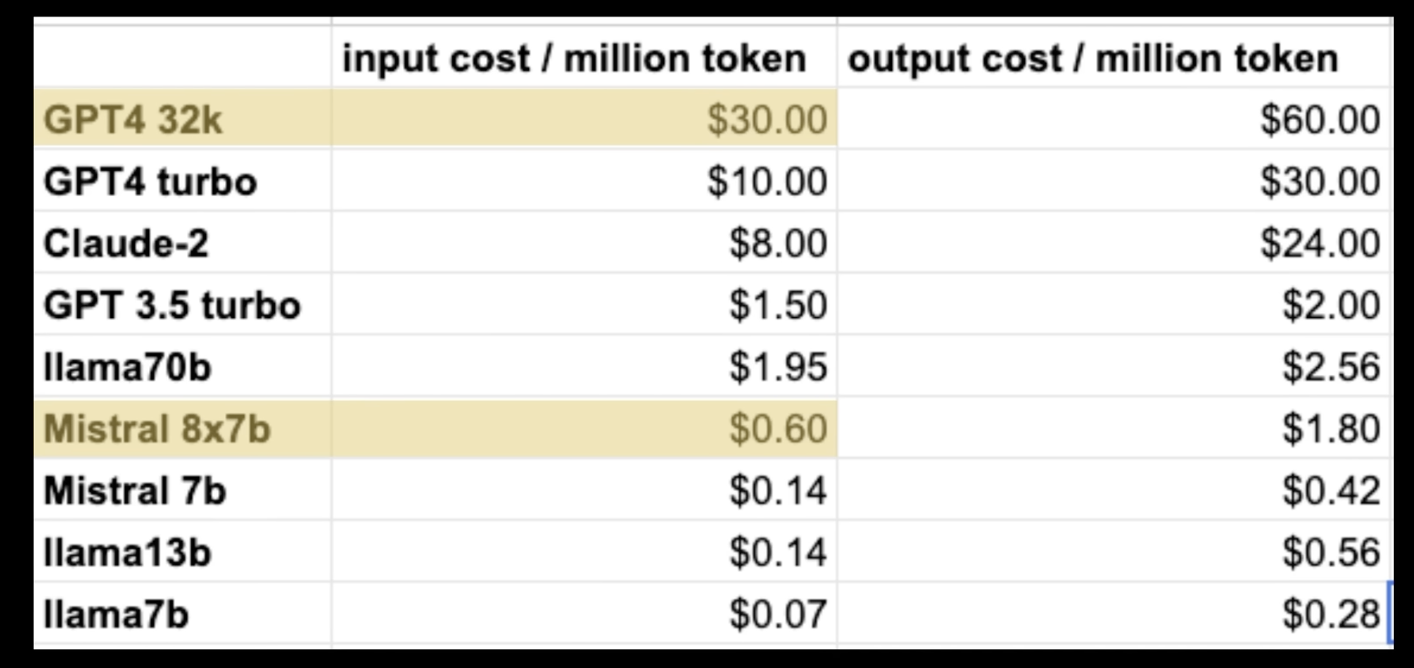 input cost / million token output cost / million token
GPT4 32k $30.00 $60.00
GPT4 turbo $10.00 $30.00
Claude-2 $8.00 $24.00
GPT 3.5 turbo $1.50 $2.00
llama70b $1.95 $2.56
Mistral 8x7b $0.60 $1.80
Mistral 7b $0.14 $0.42
llama13b $0.14 $0.56
llama7b $0.07 $0.28